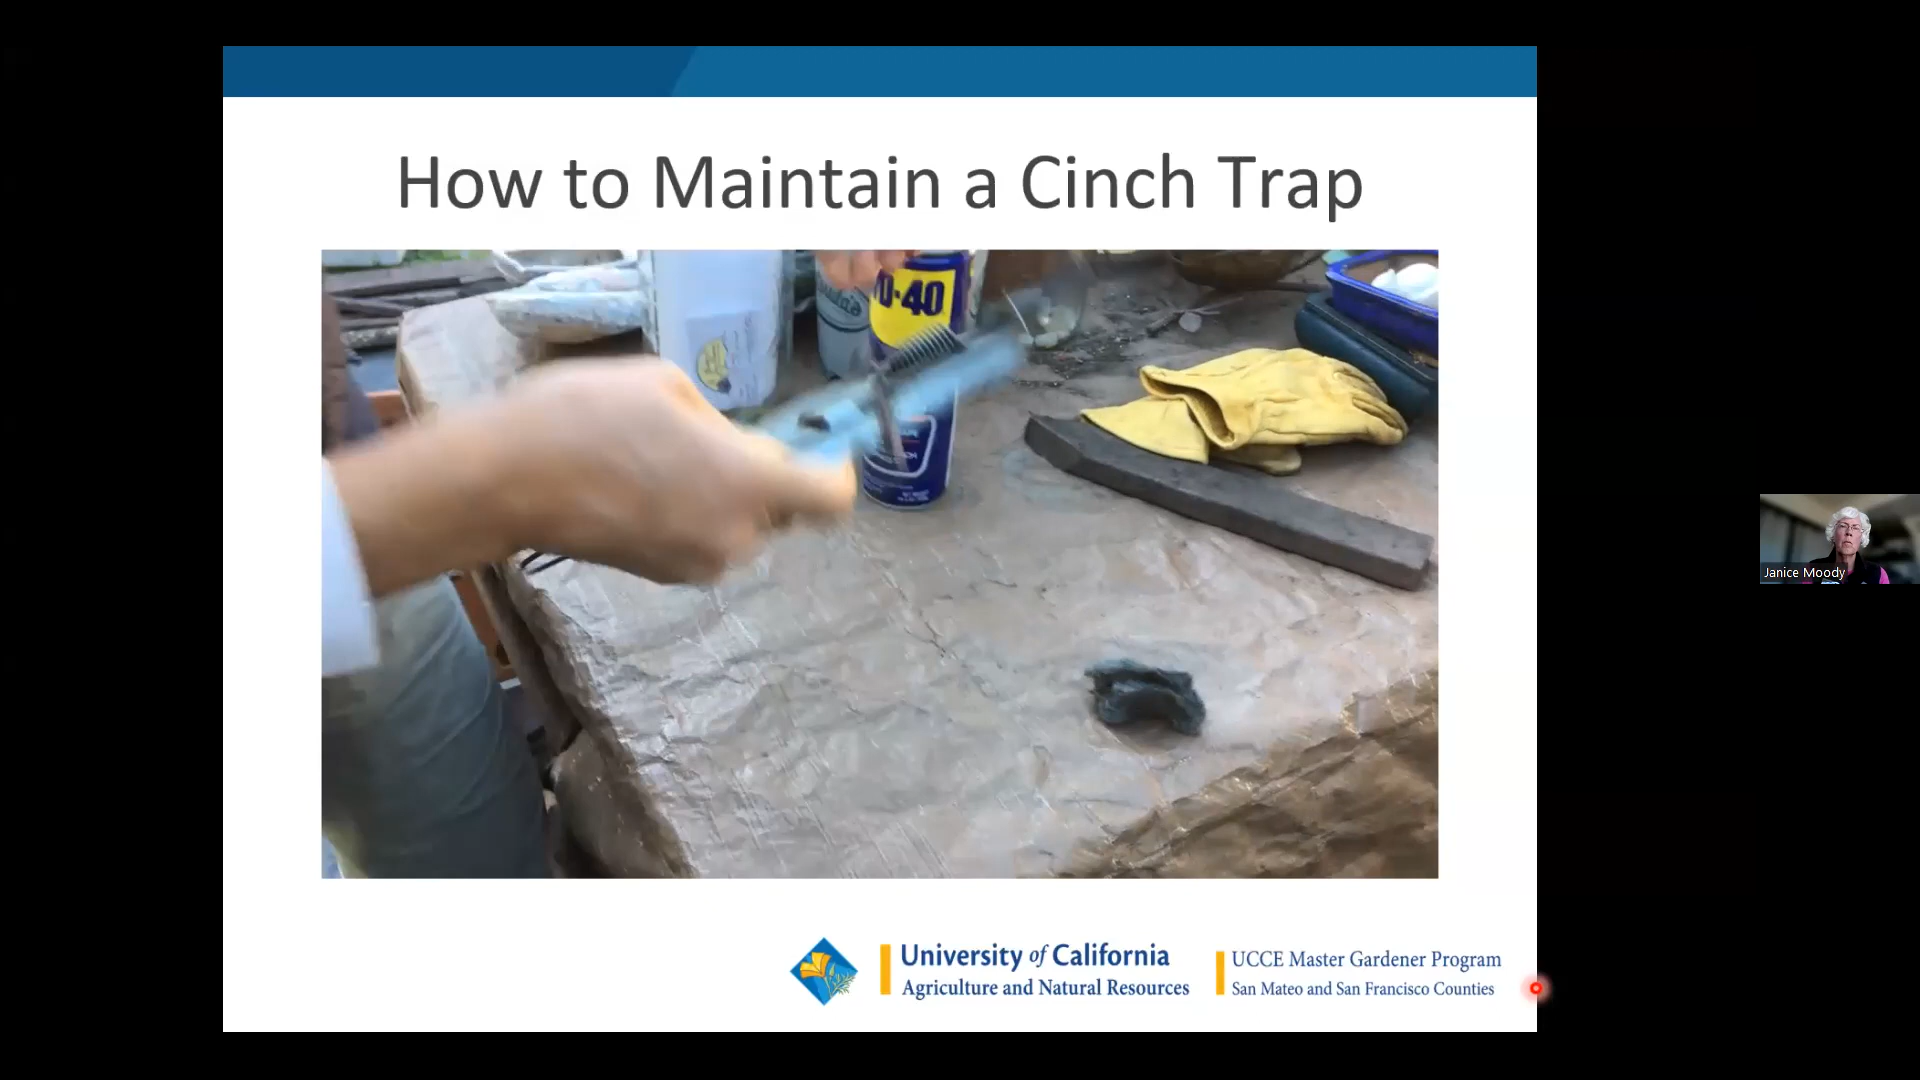 How to Maintain a Cinch Trap
D-40
Janice Moody
University of California
Agriculture and Natural Resources
UCCE Master Gardener Program
San Mateo and San Francisco Counties